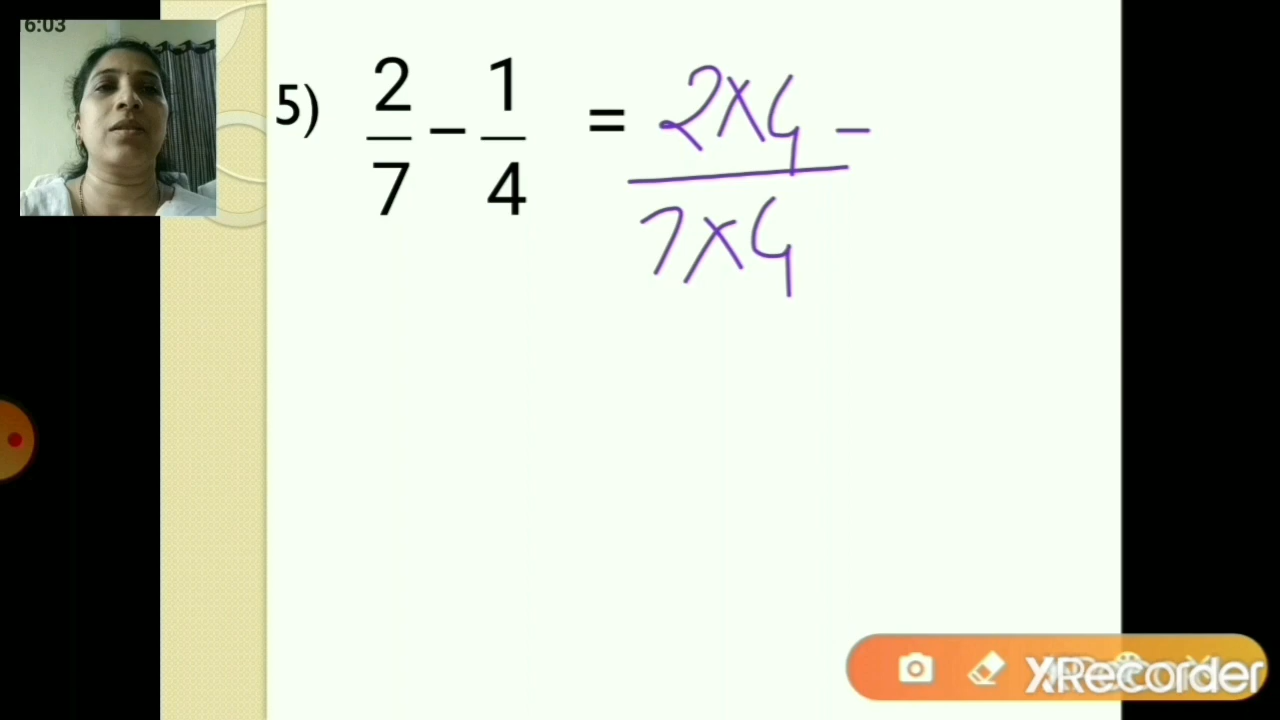 6:03
5) 2/7 - 1/4 = 2×4 -
7×4
XRecorder